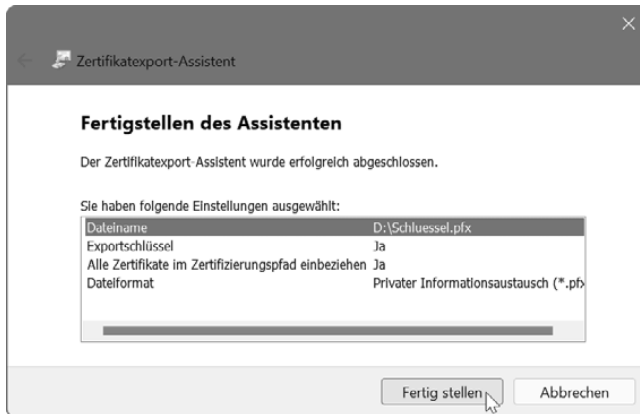 Zertifikatexport-Assistent
Fertigstellen des Assistenten
Der Zertifikatexport-Assistent wurde erfolgreich abgeschlossen.
Sie haben folgende Einstellungen ausgewählt:
Dateiname D:\Schluessel.pfx
Exportschlüssel Ja
Alle Zertifikate im Zertifizierungspfad einbeziehen Ja
Dateiformat Privater Informationsaustausch (*.pfx
Fertig stellen Abbrechen